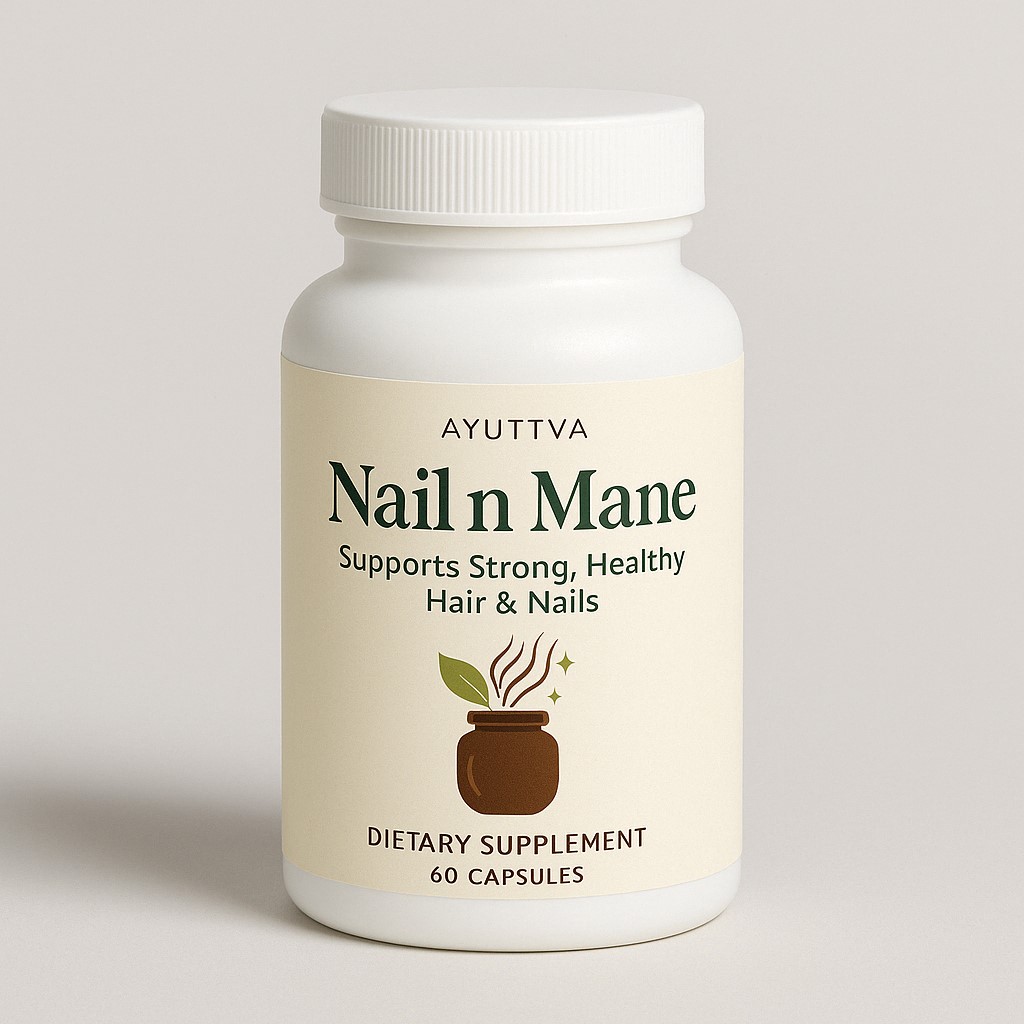 AYUTTVA
Nail n Mane
Supports Strong, Healthy
Hair & Nails
DIETARY SUPPLEMENT
60 CAPSULES